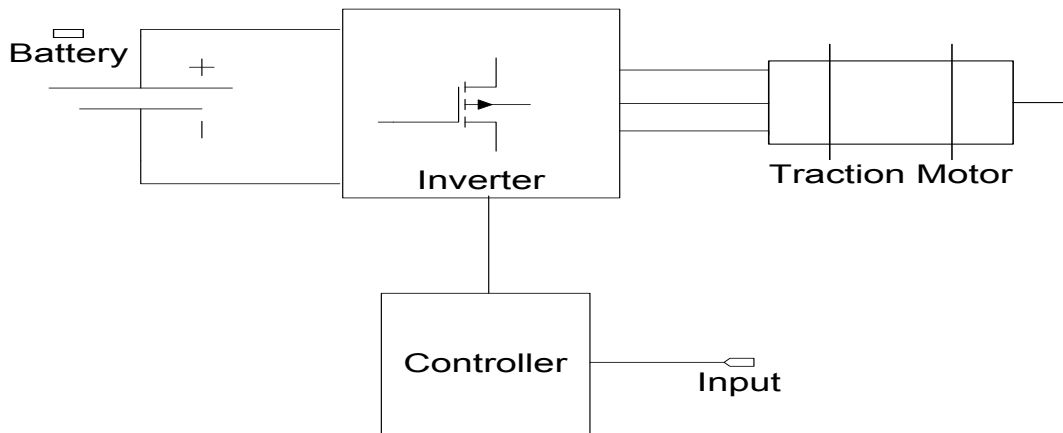 Battery
+
−
Inverter
Traction Motor
Controller
Input